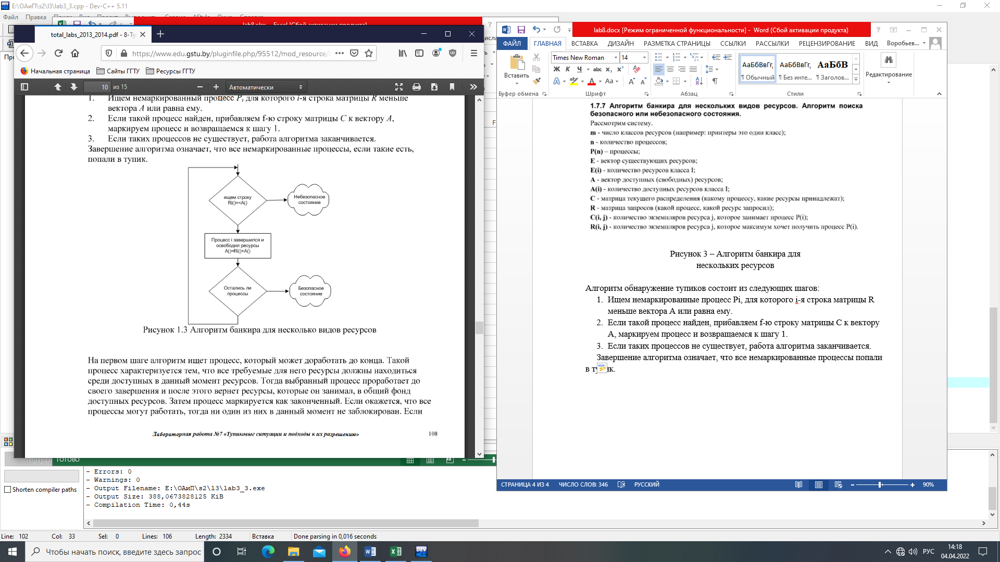 E:\ОАиП\s2\l3\lab3_3.cpp - Dev-C++ 5.11
Файл Правка
lab8.xlsx - Excel (Сбой активации продукта)
total_labs_2013_2014.pdf - 8-Ту
https://www.edu.gstu.by/pluginfile.php/95512/mod_resource/
Начальная страница Сайты ГГТУ Ресурсы ГГТУ
10 из 15 Автоматически
1. Ищем немаркированный процесс Pi, для которого i-я строка матрицы R меньше
вектора A или равна ему.
2. Если такой процесс найден, прибавляем f-ю строку матрицы C к вектору A,
маркируем процесс и возвращаемся к шагу 1.
3. Если таких процессов не существует, работа алгоритма заканчивается.
Завершение алгоритма означает, что все немаркированные процессы, если такие есть,
попали в тупик.
ищем строку
Ri()=<A()
Небезопасное
состояние
Процесс i завершился и
освободил ресурсы
A()=Ri()+A()
Остались ли
процессы
Безопасное
состояние
Рисунок 1.3 Алгоритм банкира для несколько видов ресурсов
На первом шаге алгоритм ищет процесс, который может доработать до конца. Такой
процесс характеризуется тем, что все требуемые для него ресурсы должны находиться
среди доступных в данный момент ресурсов. Тогда выбранный процесс проработает до
своего завершения и после этого вернет ресурсы, которые он занимал, в общий фонд
доступных ресурсов. Затем процесс маркируется как законченный. Если окажется, что все
процессы могут работать, тогда ни один из них в данный момент не заблокирован. Если
Лабораторная работа №7 «Тупиковые ситуации и подходы к их разрешению» 108
F
lab8.docx [Режим ограниченной функциональности] - Word (Сбой активации продукта)
ФАЙЛ ГЛАВНАЯ ВСТАВКА ДИЗАЙН РАЗМЕТКА СТРАНИЦЫ ССЫЛКИ РАССЫЛКИ РЕЦЕНЗИРОВАНИЕ ВИД Воробьев...
Вставить
Times New Roman 14
Ж К Ч abc x₂ x²
АаБбВвГг, АаБбВвГг, АаБбВ
¶ Обычный ¶ Без инте... ¶ Заголов...
Редактирование
Буфер обмена Шрифт Абзац Стили
1.7.7 Алгоритм банкира для нескольких видов ресурсов. Алгоритм поиска
безопасного или небезопасного состояния.
Рассмотрим систему.
m - число классов ресурсов (например: принтеры это один класс);
n - количество процессов;
P(n) – процессы;
E - вектор существующих ресурсов;
E(i) - количество ресурсов класса I;
A - вектор доступных (свободных) ресурсов;
A(i) - количество доступных ресурсов класса I;
C - матрица текущего распределения (какому процессу, какие ресурсы принадлежат);
R - матрица запросов (какой процесс, какой ресурс запросил);
C(i, j) - количество экземпляров ресурса j, которое занимает процесс P(i);
R(i, j) - количество экземпляров ресурса j, которое максимум хочет получить процесс P(i).
Рисунок 3 – Алгоритм банкира для
нескольких ресурсов
Алгоритм обнаружение тупиков состоит из следующих шагов:
1. Ищем немаркированные процесс Pi, для которого i-я строка матрицы R
меньше вектора А или равна ему.
2. Если такой процесс найден, прибавляем f-ю строку матрицы С к вектору
А, маркируем процесс и возвращаемся к шагу 1.
3. Если таких процессов не существует, работа алгоритма заканчивается.
Завершение алгоритма означает, что все немаркированные процессы попали
в
СТРАНИЦА 4 ИЗ 4 ЧИСЛО СЛОВ: 346 РУССКИЙ 90%
Прерват
ГОТОВО
Shorten compiler paths
- Errors: 0
- Warnings: 0
- Output Filename: E:\ОАиП\s2\l3\lab3_3.exe
- Output Size: 388,0673828125 KiB
- Compilation Time: 0,44s
Line: 102 Col: 33 Sel: 0 Lines: 106 Length: 2334 Вставка Done parsing in 0,016 seconds
Чтобы начать поиск, введите здесь запрос
РУС
14:18
04.04.2022